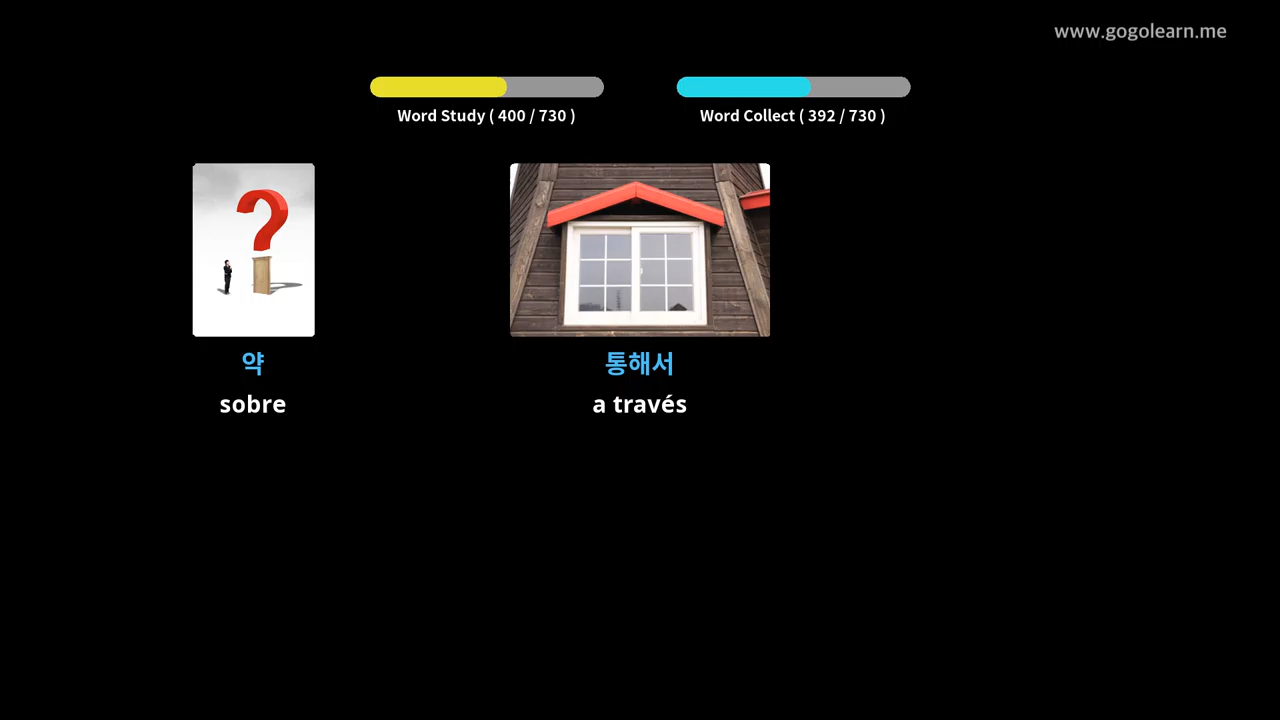 www.gogolearn.me
Word Study ( 400 / 730 )
Word Collect ( 392 / 730 )
약
sobre
통해서
a través